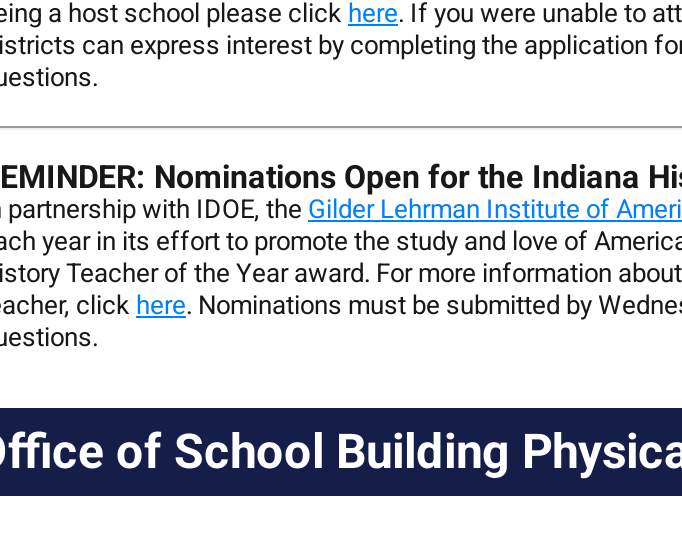 eing a host school please click here. If you were unable to att
istricts can express interest by completing the application fo
uestions.
EMINDER: Nominations Open for the Indiana His
partnership with IDOE, the Gilder Lehrman Institute of Ameri
ach year in its effort to promote the study and love of America
istory Teacher of the Year award. For more information about
eacher, click here. Nominations must be submitted by Wednes
uestions.
Office of School Building Physica